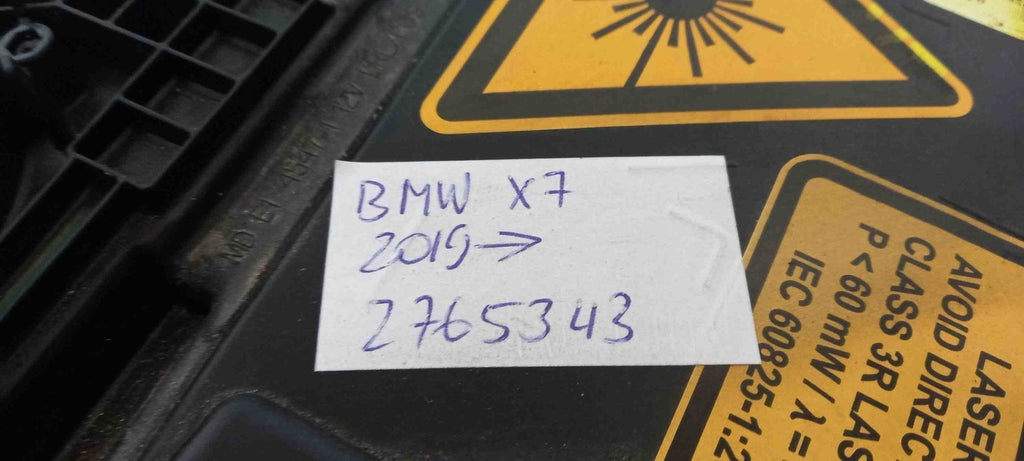 BMW X7
2019→
2765343
LASER
AVOID DIREC
CLASS 3R LAS
P < 60 mW / λ =
IEC 60825-1:2